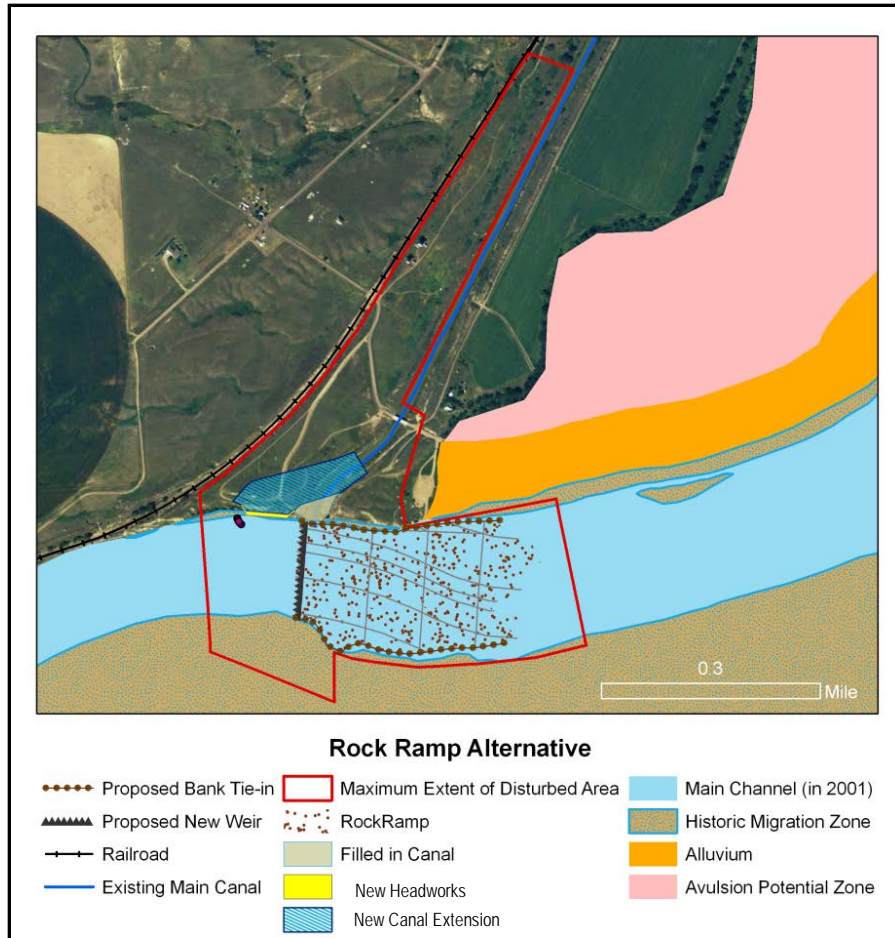 0.3
Mile
Rock Ramp Alternative
Proposed Bank Tie-in
Maximum Extent of Disturbed Area
Main Channel (in 2001)
Proposed New Weir
RockRamp
Historic Migration Zone
Railroad
Filled in Canal
Alluvium
Existing Main Canal
New Headworks
Avulsion Potential Zone
New Canal Extension